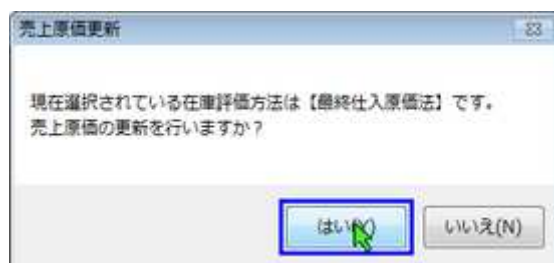 売上原価更新
現在選択されている在庫評価方法は【最終仕入原価法】です。
売上原価の更新を行いますか？
はい(Y)
いいえ(N)